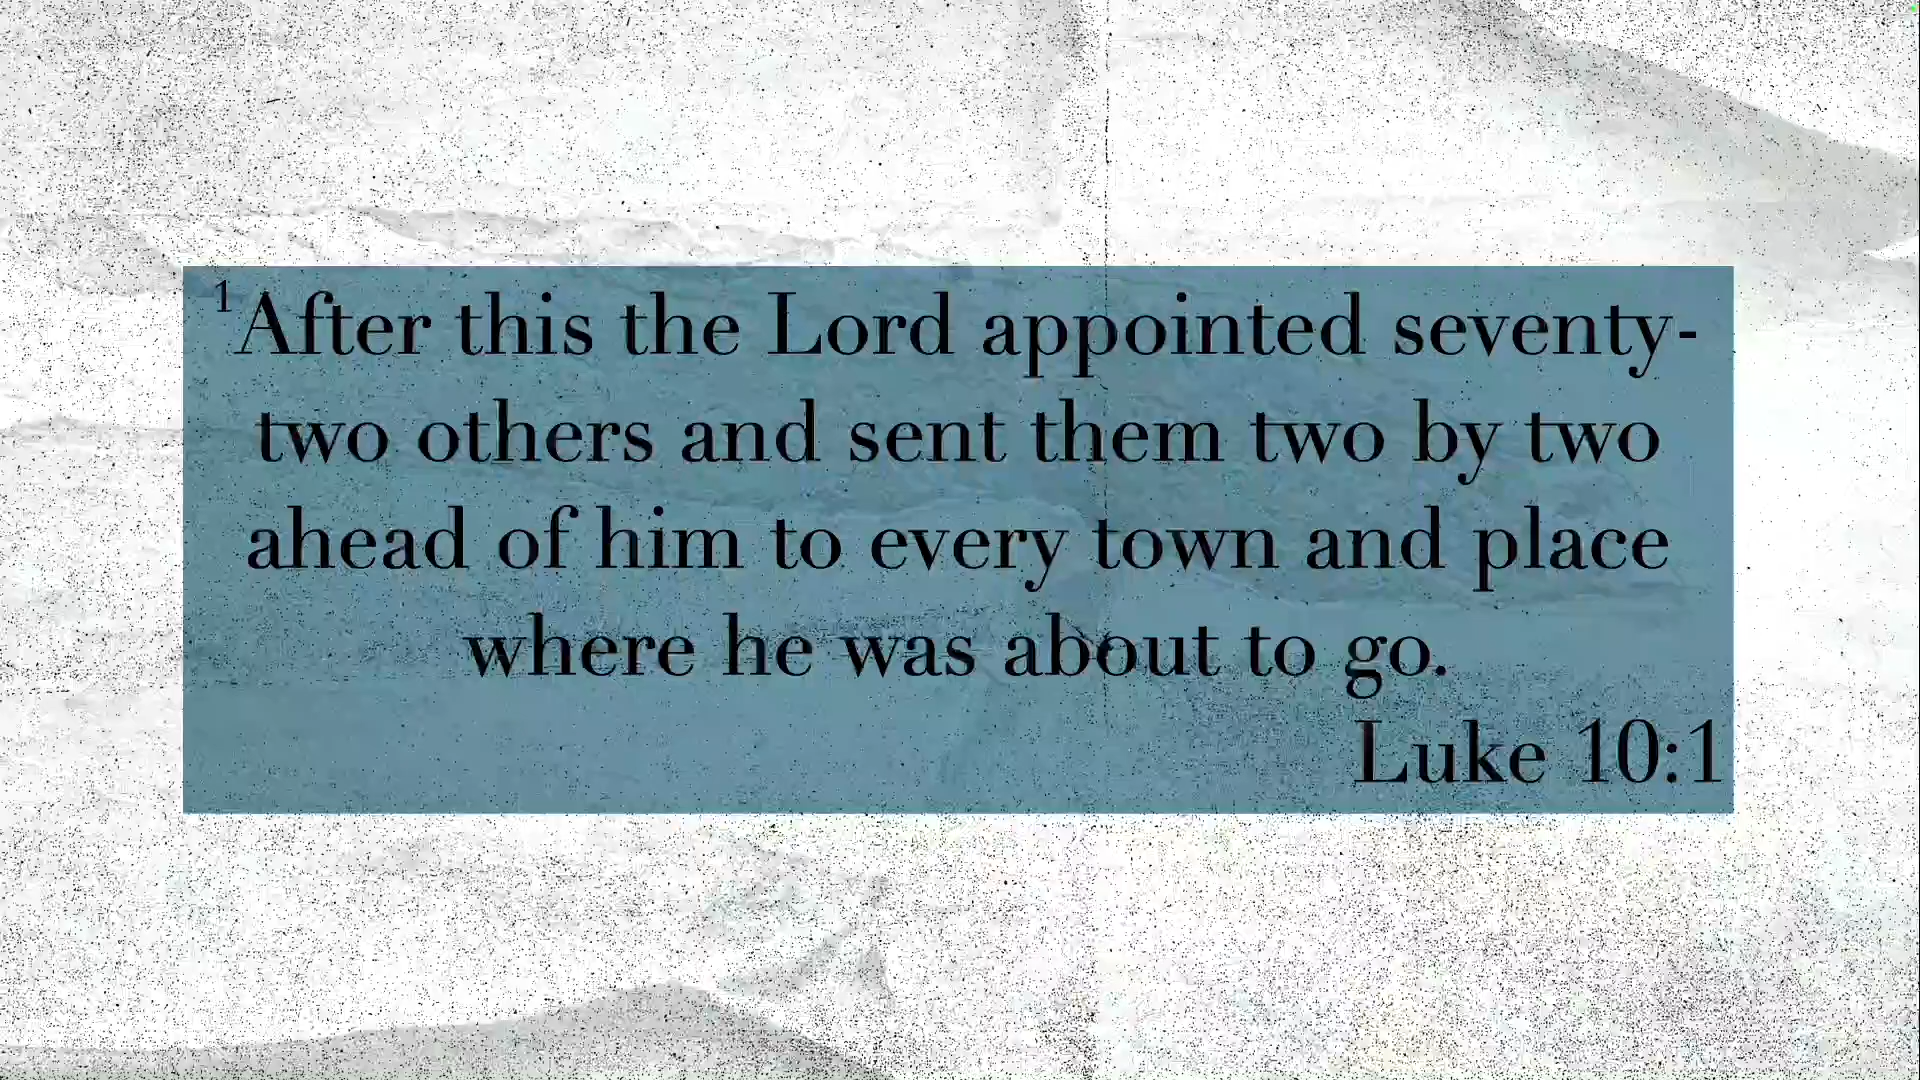 ¹After this the Lord appointed seventy-
two others and sent them two by two
ahead of him to every town and place
where he was about to go.
Luke 10:1